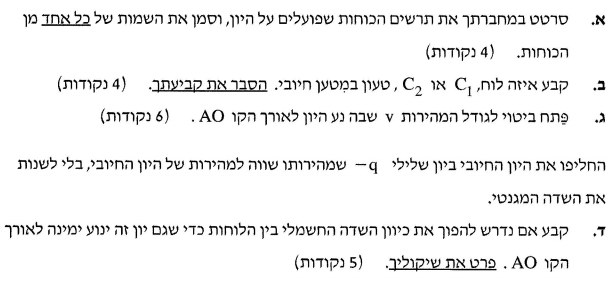 א. סרטט במחברתך את תרשים הכוחות שפועלים על היון, וסמן את השמות של כל אחד מן
הכוחות. (4 נקודות)
ב. קבע איזה לוח, C₁ או C₂, טעון במטען חיובי. הסבר את קביעתך. (4 נקודות)
ג. פַּתח ביטוי לגודל המהירות v שבה נע היון לאורך הקו AO. (6 נקודות)
החליפו את היון החיובי ביון שלילי −q שמהירותו שווה למהירות של היון החיובי, בלי לשנות
את השדה המגנטי.
ד. קבע אם נדרש להפוך את כיוון השדה החשמלי בין הלוחות כדי שגם יון זה ינוע ימינה לאורך
הקו AO. פרט את שיקוליך. (5 נקודות)